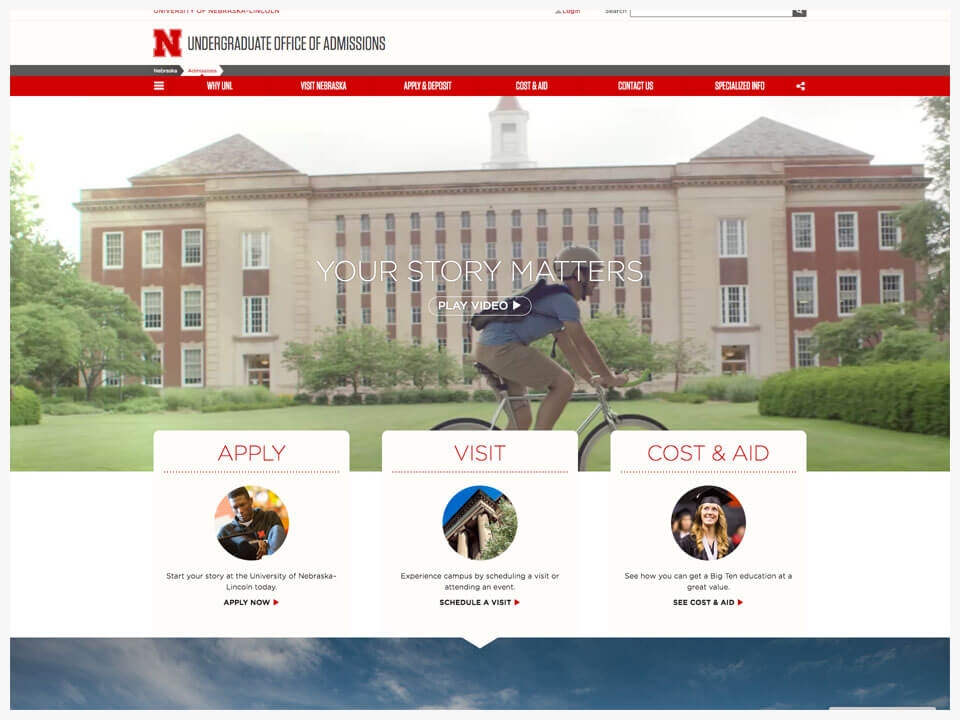 UNIVERSITY OF NEBRASKA–LINCOLN
Login
Search
N UNDERGRADUATE OFFICE OF ADMISSIONS
Nebraska Admissions
WHY UNL VISIT NEBRASKA APPLY & DEPOSIT COST & AID CONTACT US SPECIALIZED INFO
YOUR STORY MATTERS
PLAY VIDEO
APPLY
Start your story at the University of Nebraska–
Lincoln today.
APPLY NOW
VISIT
Experience campus by scheduling a visit or
attending an event.
SCHEDULE A VISIT
COST & AID
See how you can get a Big Ten education at a
great value.
SEE COST & AID